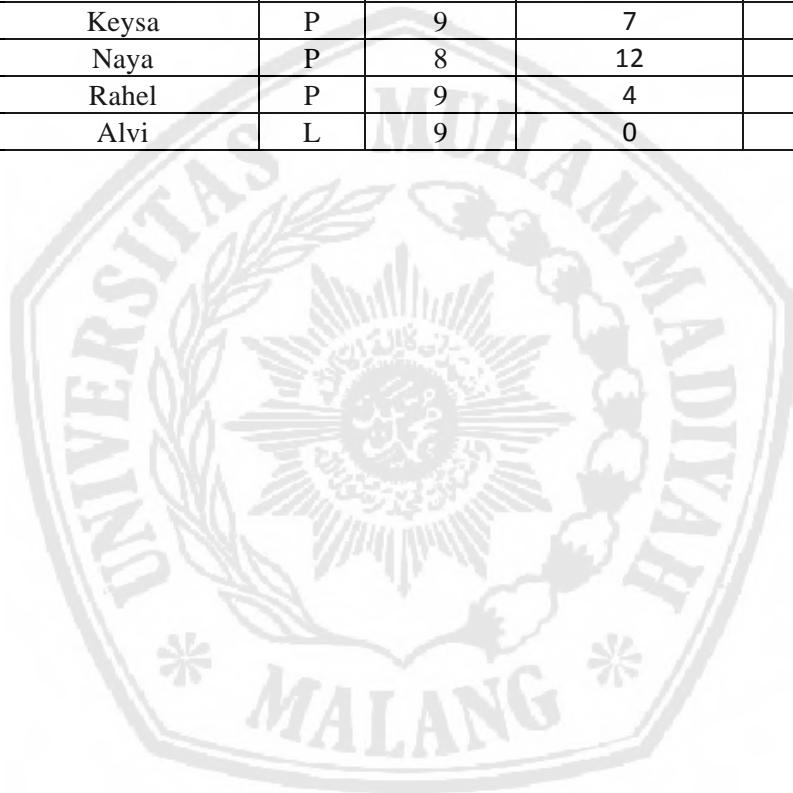 Keysa P 9 7
Naya P 8 12
Rahel P 9 4
Alvi L 9 0
UNIVERSITAS MUHAMMADIYAH
MALANG